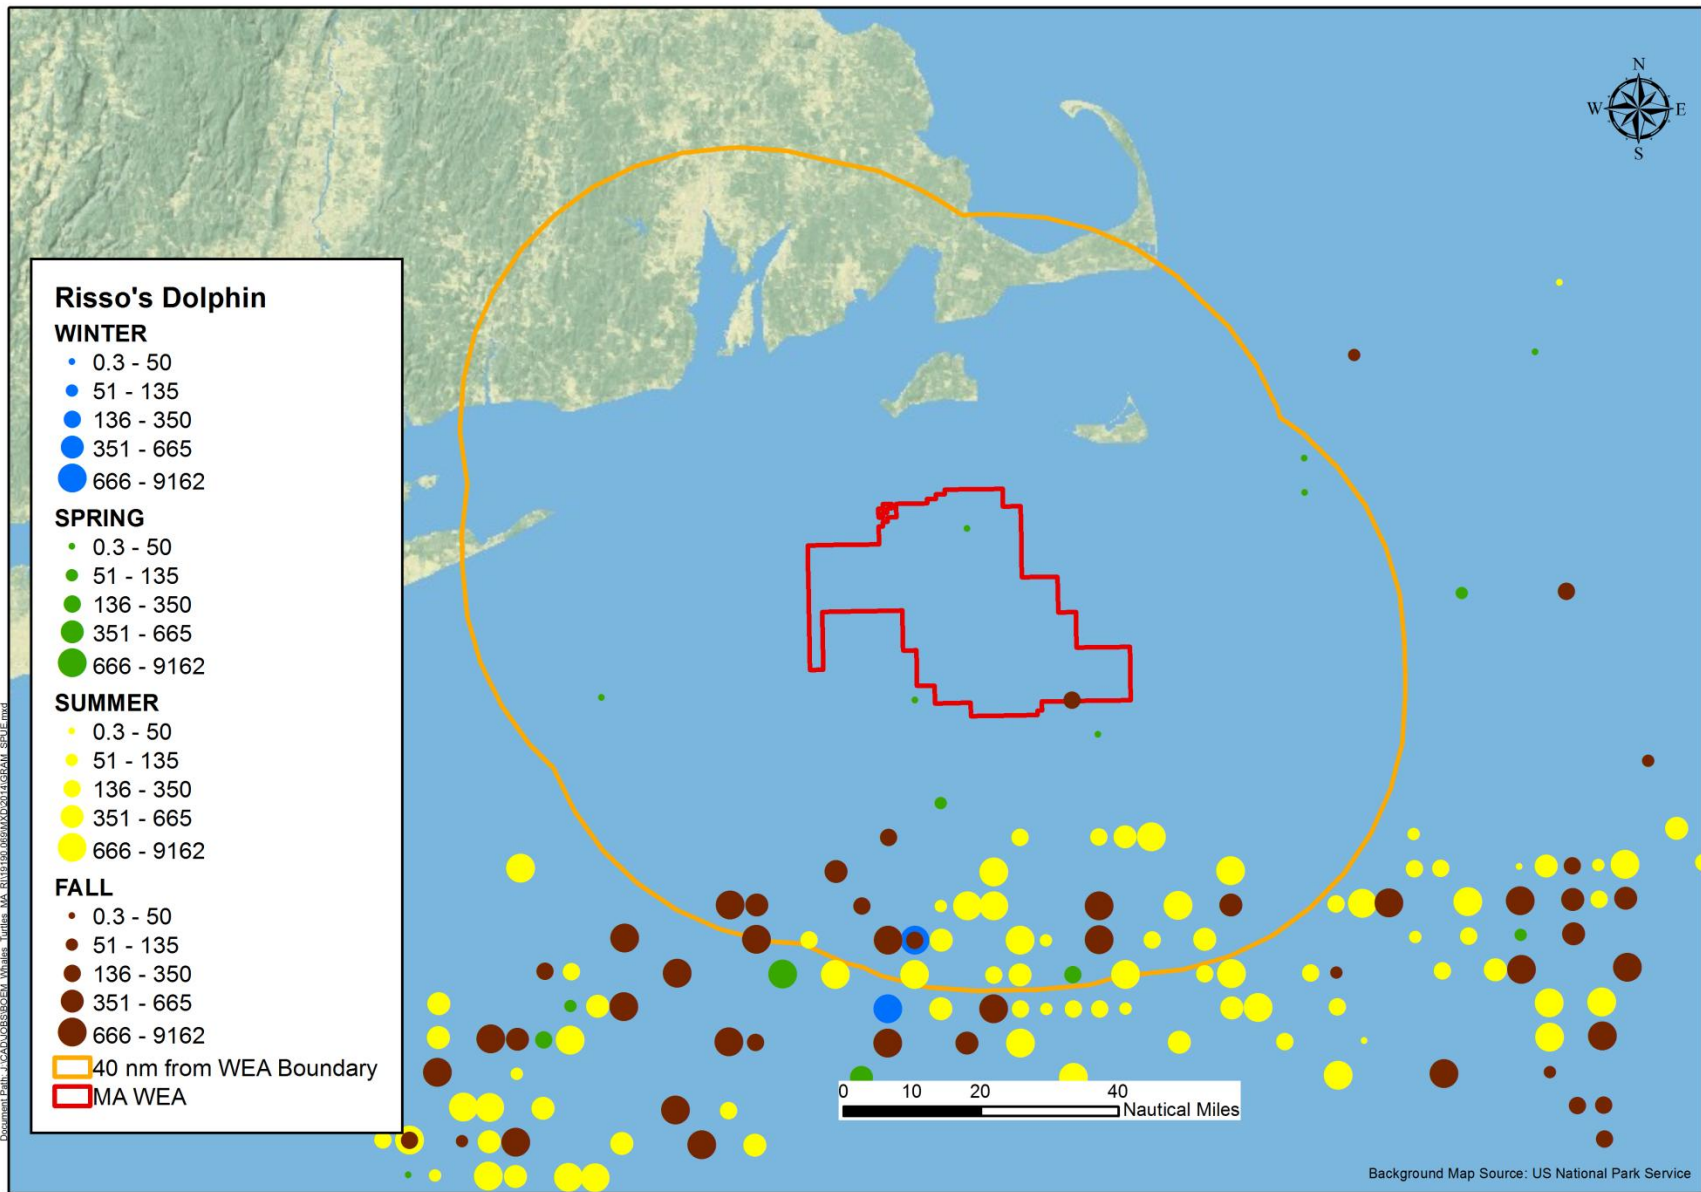 N
W E
S
Risso's Dolphin
WINTER
0.3 - 50
51 - 135
136 - 350
351 - 665
666 - 9162
SPRING
0.3 - 50
51 - 135
136 - 350
351 - 665
666 - 9162
SUMMER
0.3 - 50
51 - 135
136 - 350
351 - 665
666 - 9162
FALL
0.3 - 50
51 - 135
136 - 350
351 - 665
666 - 9162
40 nm from WEA Boundary
MA WEA
0 10 20 40
Nautical Miles
Background Map Source: US National Park Service